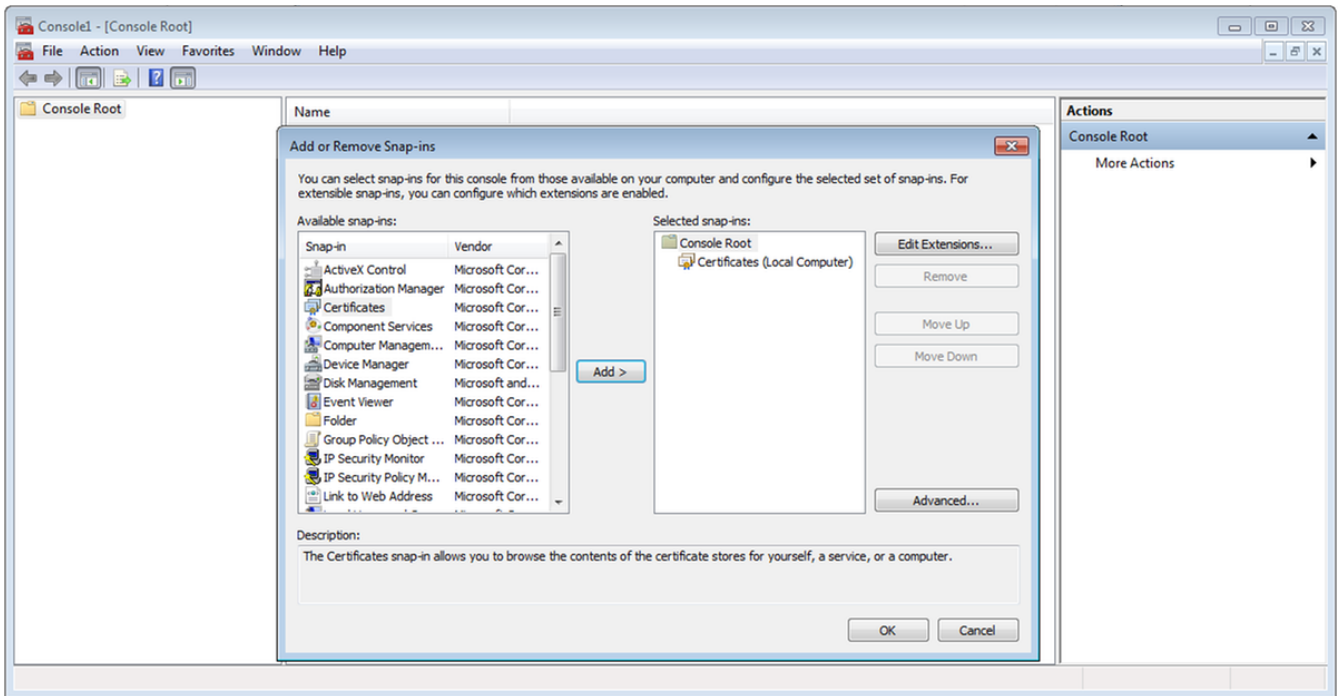 Console1 - [Console Root]
File Action View Favorites Window Help
Console Root
Name
Actions
Console Root
More Actions
Add or Remove Snap-ins
You can select snap-ins for this console from those available on your computer and configure the selected set of snap-ins. For
extensible snap-ins, you can configure which extensions are enabled.
Available snap-ins:
Snap-in Vendor
ActiveX Control Microsoft Cor...
Authorization Manager Microsoft Cor...
Certificates Microsoft Cor...
Component Services Microsoft Cor...
Computer Managem... Microsoft Cor...
Device Manager Microsoft Cor...
Disk Management Microsoft and...
Event Viewer Microsoft Cor...
Folder Microsoft Cor...
Group Policy Object ... Microsoft Cor...
IP Security Monitor Microsoft Cor...
IP Security Policy M... Microsoft Cor...
Link to Web Address Microsoft Cor...
Add >
Selected snap-ins:
Console Root
Certificates (Local Computer)
Edit Extensions...
Remove
Move Up
Move Down
Advanced...
Description:
The Certificates snap-in allows you to browse the contents of the certificate stores for yourself, a service, or a computer.
OK Cancel